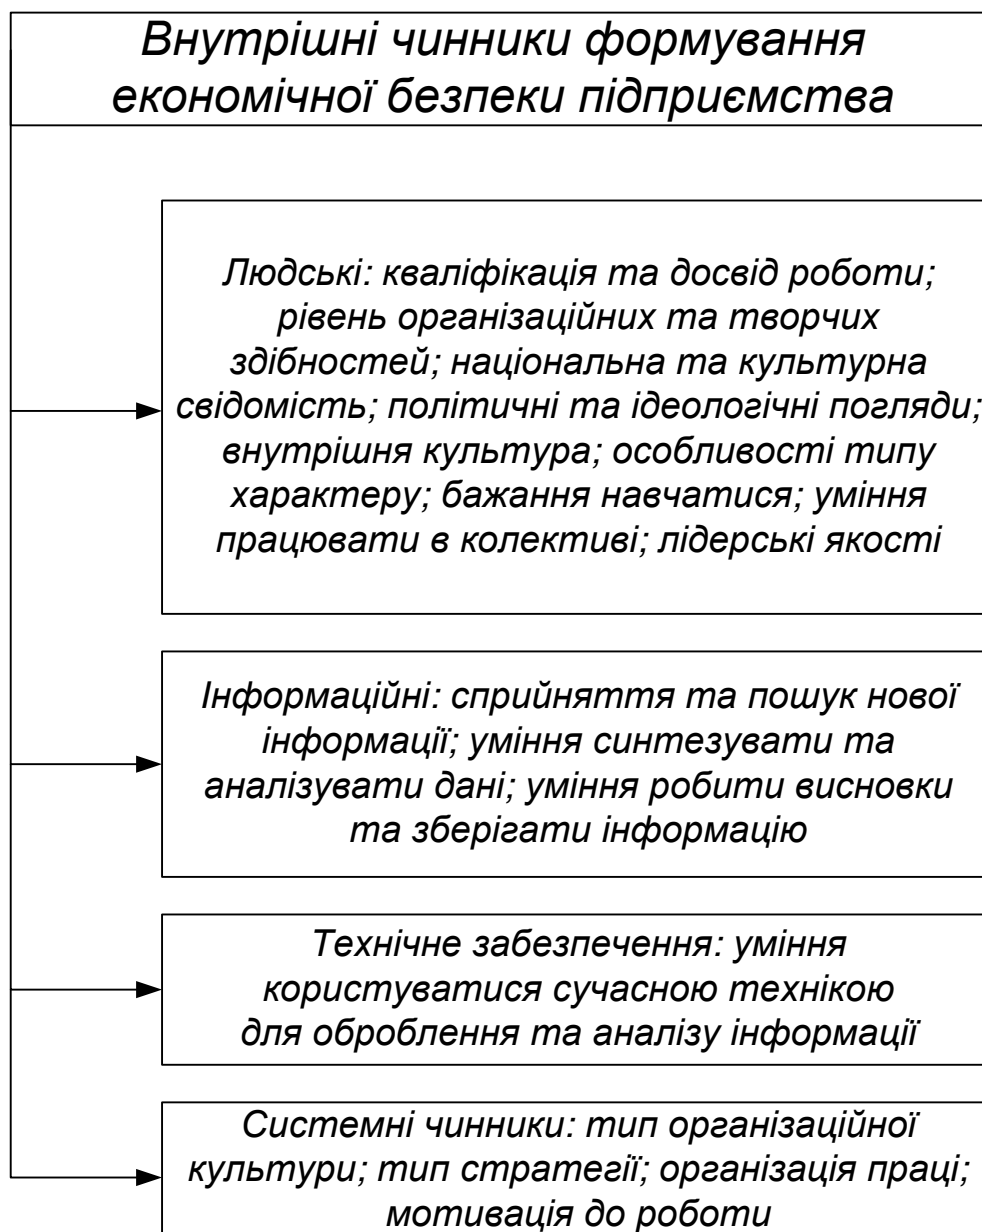 Внутрішні чинники формування
економічної безпеки підприємства
Людські: кваліфікація та досвід роботи;
рівень організаційних та творчих
здібностей; національна та культурна
свідомість; політичні та ідеологічні погляди;
внутрішня культура; особливості типу
характеру; бажання навчатися; уміння
працювати в колективі; лідерські якості
Інформаційні: сприйняття та пошук нової
інформації; уміння синтезувати та
аналізувати дані; уміння робити висновки
та зберігати інформацію
Технічне забезпечення: уміння
користуватися сучасною технікою
для оброблення та аналізу інформації
Системні чинники: тип організаційної
культури; тип стратегії; організація праці;
мотивація до роботи